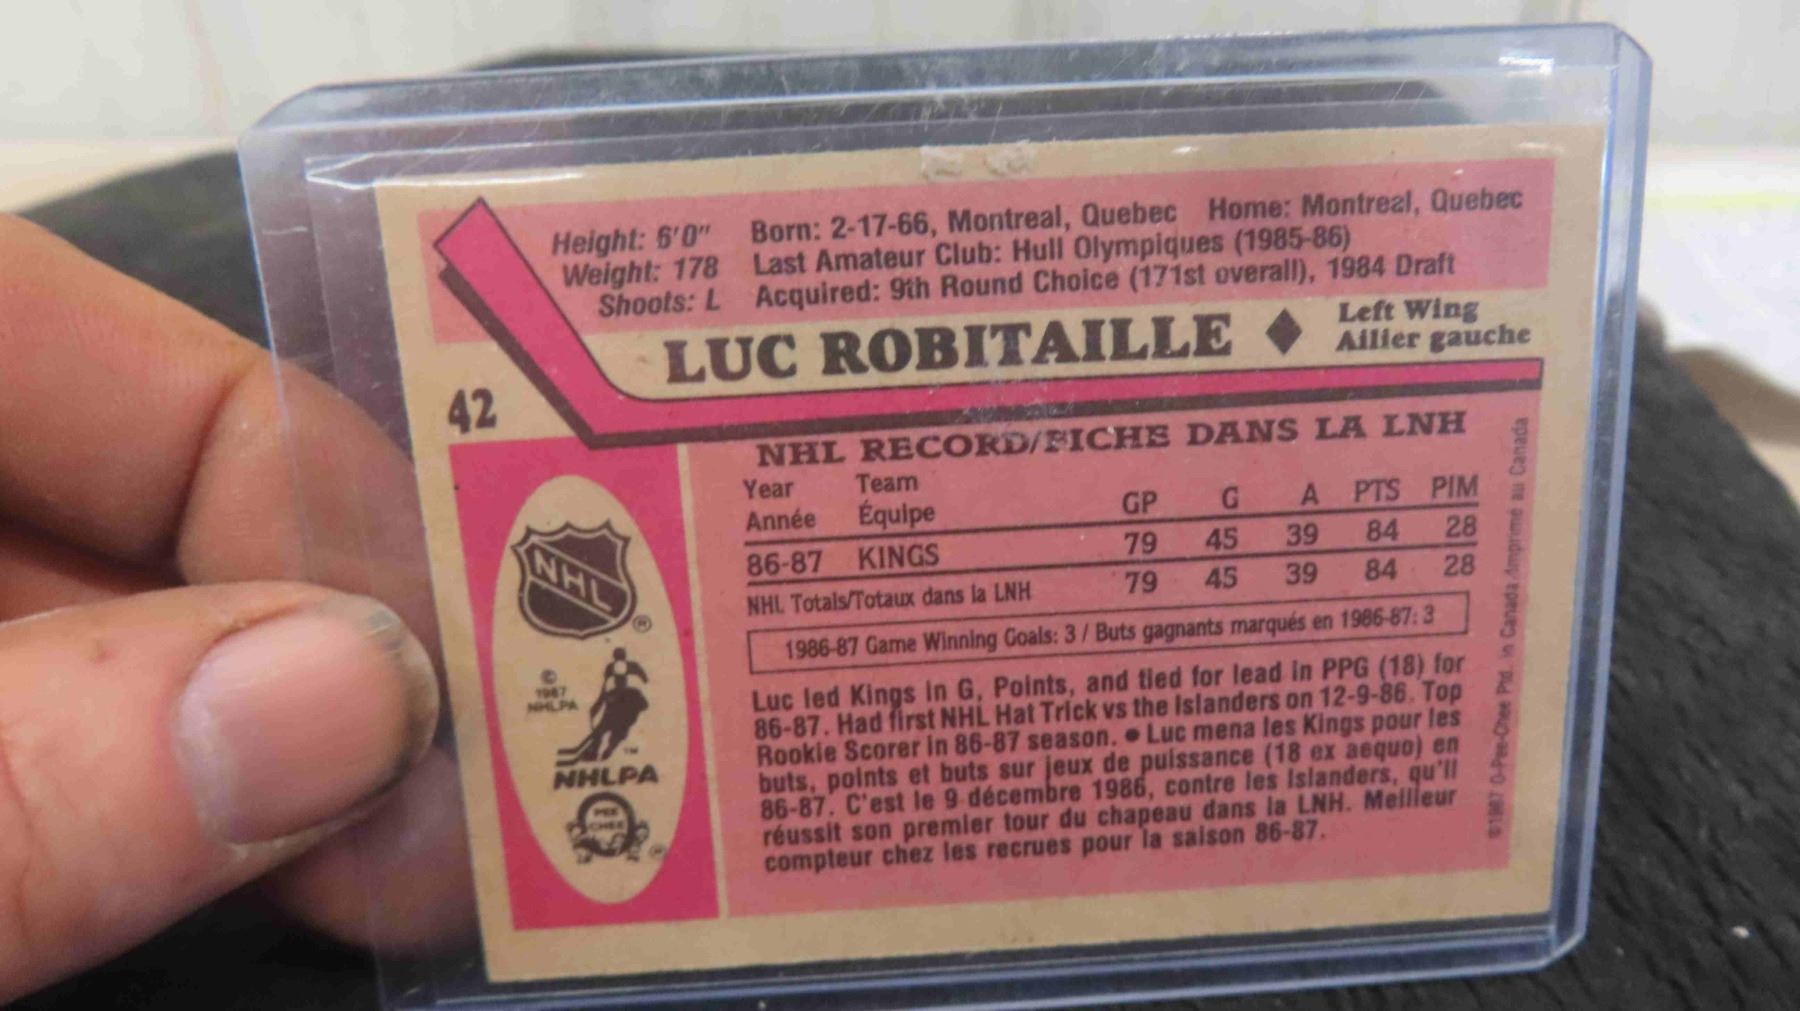 Height: 6'0" Born: 2-17-66, Montreal, Quebec Home: Montreal, Quebec
Weight: 178 Last Amateur Club: Hull Olympiques (1985-86)
Shoots: L Acquired: 9th Round Choice (171st overall), 1984 Draft
LUC ROBITAILLE ♦ Left Wing
Ailier gauche
42
NHL RECORD/FICHE DANS LA LNH
Year Team
Année Équipe GP G A PTS PIM
86-87 KINGS 79 45 39 84 28
NHL Totals/Totaux dans la LNH 79 45 39 84 28
1986-87 Game Winning Goals: 3 / Buts gagnants marqués en 1986-87: 3
Luc led Kings in G, Points, and tied for lead in PPG (18) for
86-87. Had first NHL Hat Trick vs the Islanders on 12-9-86. Top
Rookie Scorer in 86-87 season. • Luc mena les Kings pour les
buts, points et buts sur jeux de puissance (18 ex aequo) en
86-87. C'est le 9 décembre 1986, contre les Islanders, qu'il
réussit son premier tour du chapeau dans la LNH. Meilleur
compteur chez les recrues pour la saison 86-87.
NHL ®
©
1987
NHLPA
TM
NHLPA
PEE
CHEE
®
©1987 O-Pee-Chee Ptd. in Canada/Imprimé au Canada